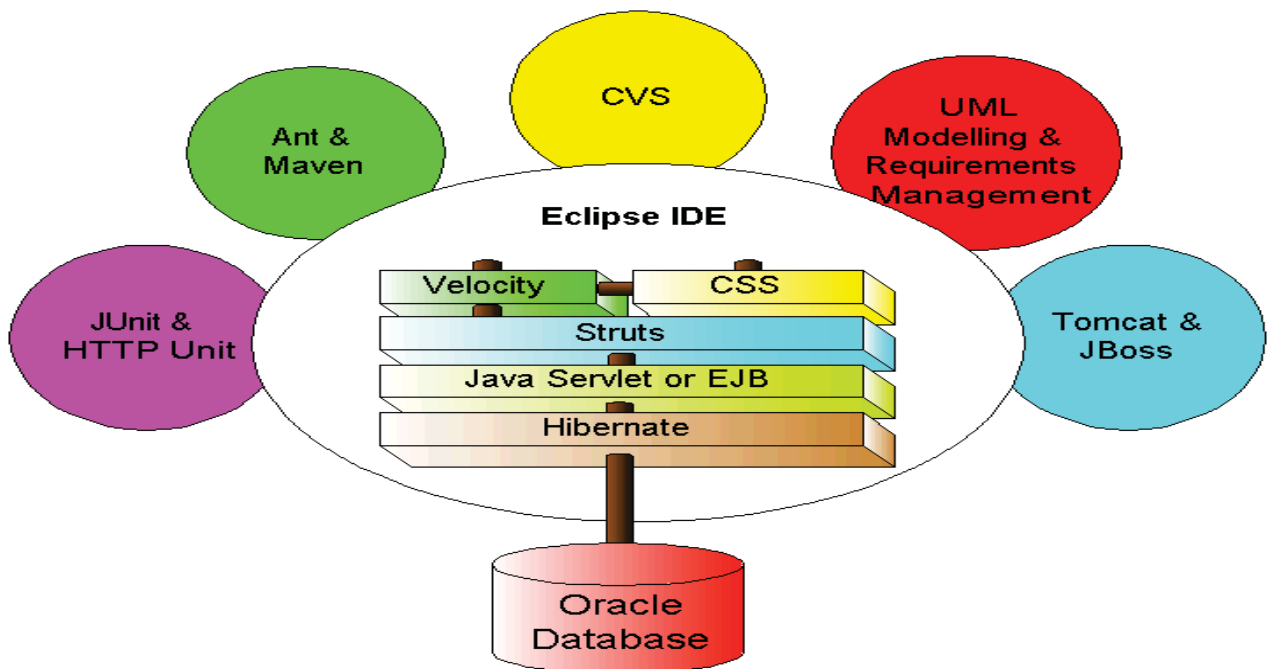 CVS
UML
Modelling &
Requirements
Management
Ant &
Maven
Eclipse IDE
Velocity
CSS
JUnit &
HTTP Unit
Struts
Tomcat &
JBoss
Java Servlet or EJB
Hibernate
Oracle
Database